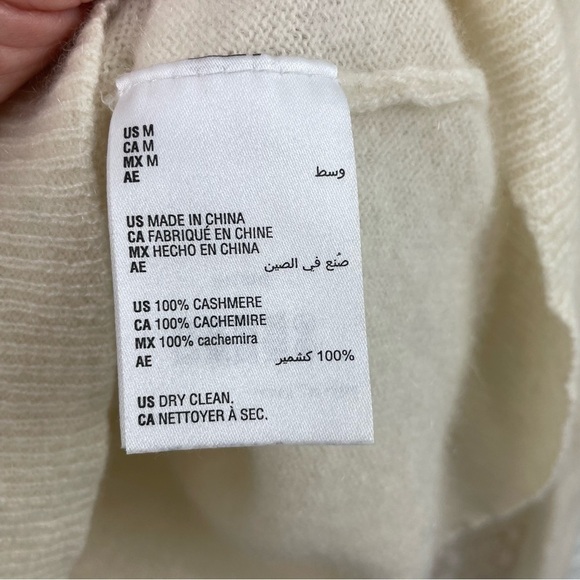 US M
CA M
MX M
AE وسط
US MADE IN CHINA
CA FABRIQUÉ EN CHINE
MX HECHO EN CHINA
AE صُنع في الصين
US 100% CASHMERE
CA 100% CACHEMIRE
MX 100% cachemira
AE 100% كشمير
US DRY CLEAN.
CA NETTOYER À SEC.